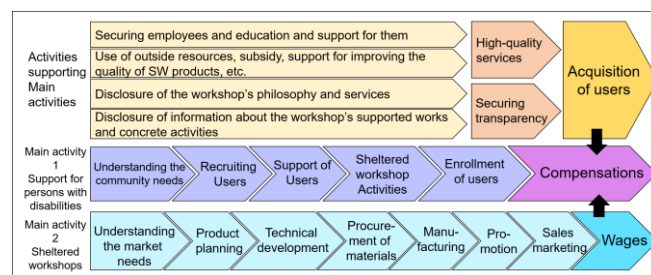 Activities
supporting
Main
activities
Securing employees and education and support for them
Use of outside resources, subsidy, support for improving the
quality of SW products, etc.
Disclosure of the workshop's philosophy and services
Disclosure of information about the workshop's supported works
and concrete activities
High-quality
services
Securing
transparency
Acquisition
of users
Main activity
1
Support for
persons with
disabilities
Understanding the
community needs
Recruiting
Users
Support of
Users
Sheltered
workshop
Activities
Enrollment
of users
Compensations
Main activity
2
Sheltered
workshops
Understanding
the market
needs
Product
planning
Technical
development
Procure-
ment of
materials
Manu-
facturing
Pro-
motion
Sales
marketing
Wages